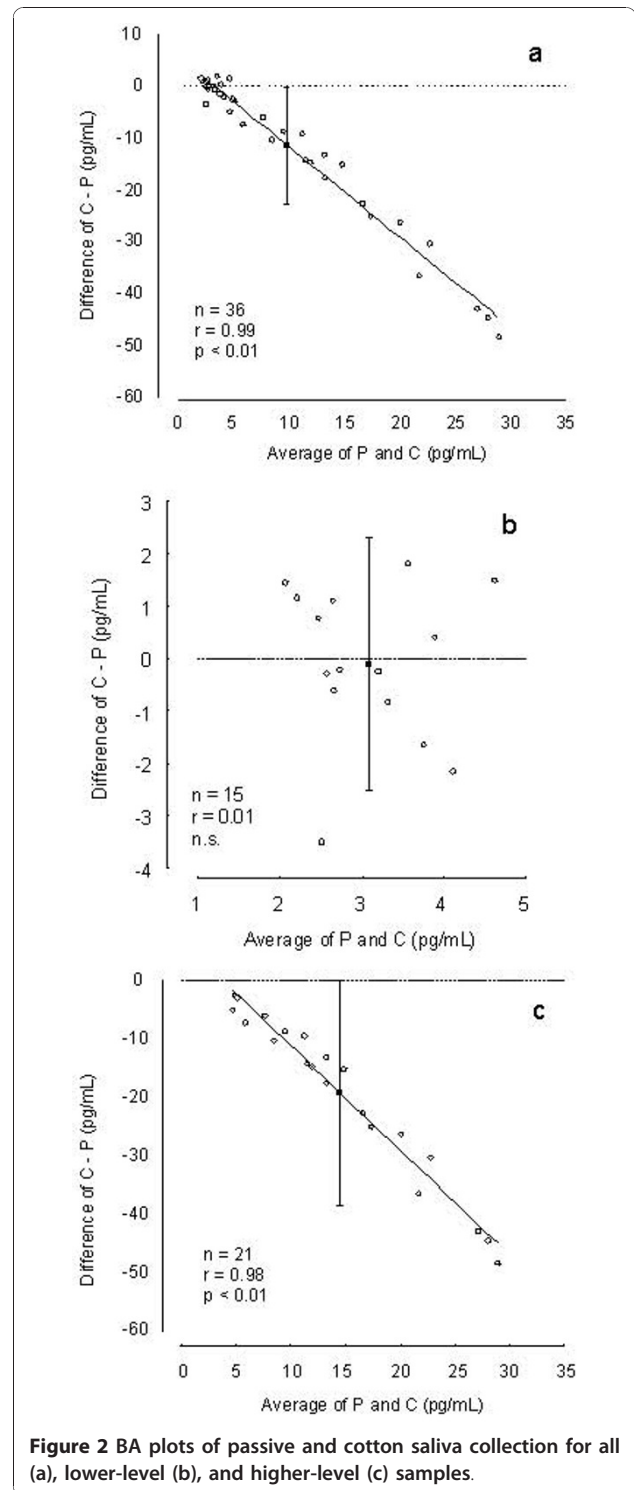 10
a
0
-10
-20
-30
-40
-50
-60
Difference of C - P (pg/mL)
n = 36
r = 0.99
p < 0.01
0 5 10 15 20 25 30 35
Average of P and C (pg/mL)
3
b
2
1
0
-1
-2
-3
-4
Difference of C - P (pg/mL)
n = 15
r = 0.01
n.s.
1 2 3 4 5
Average of P and C (pg/mL)
0
c
-10
-20
-30
-40
-50
-60
Difference of C - P (pg/mL)
n = 21
r = 0.98
p < 0.01
0 5 10 15 20 25 30 35
Average of P and C (pg/mL)
Figure 2 BA plots of passive and cotton saliva collection for all
(a), lower-level (b), and higher-level (c) samples.